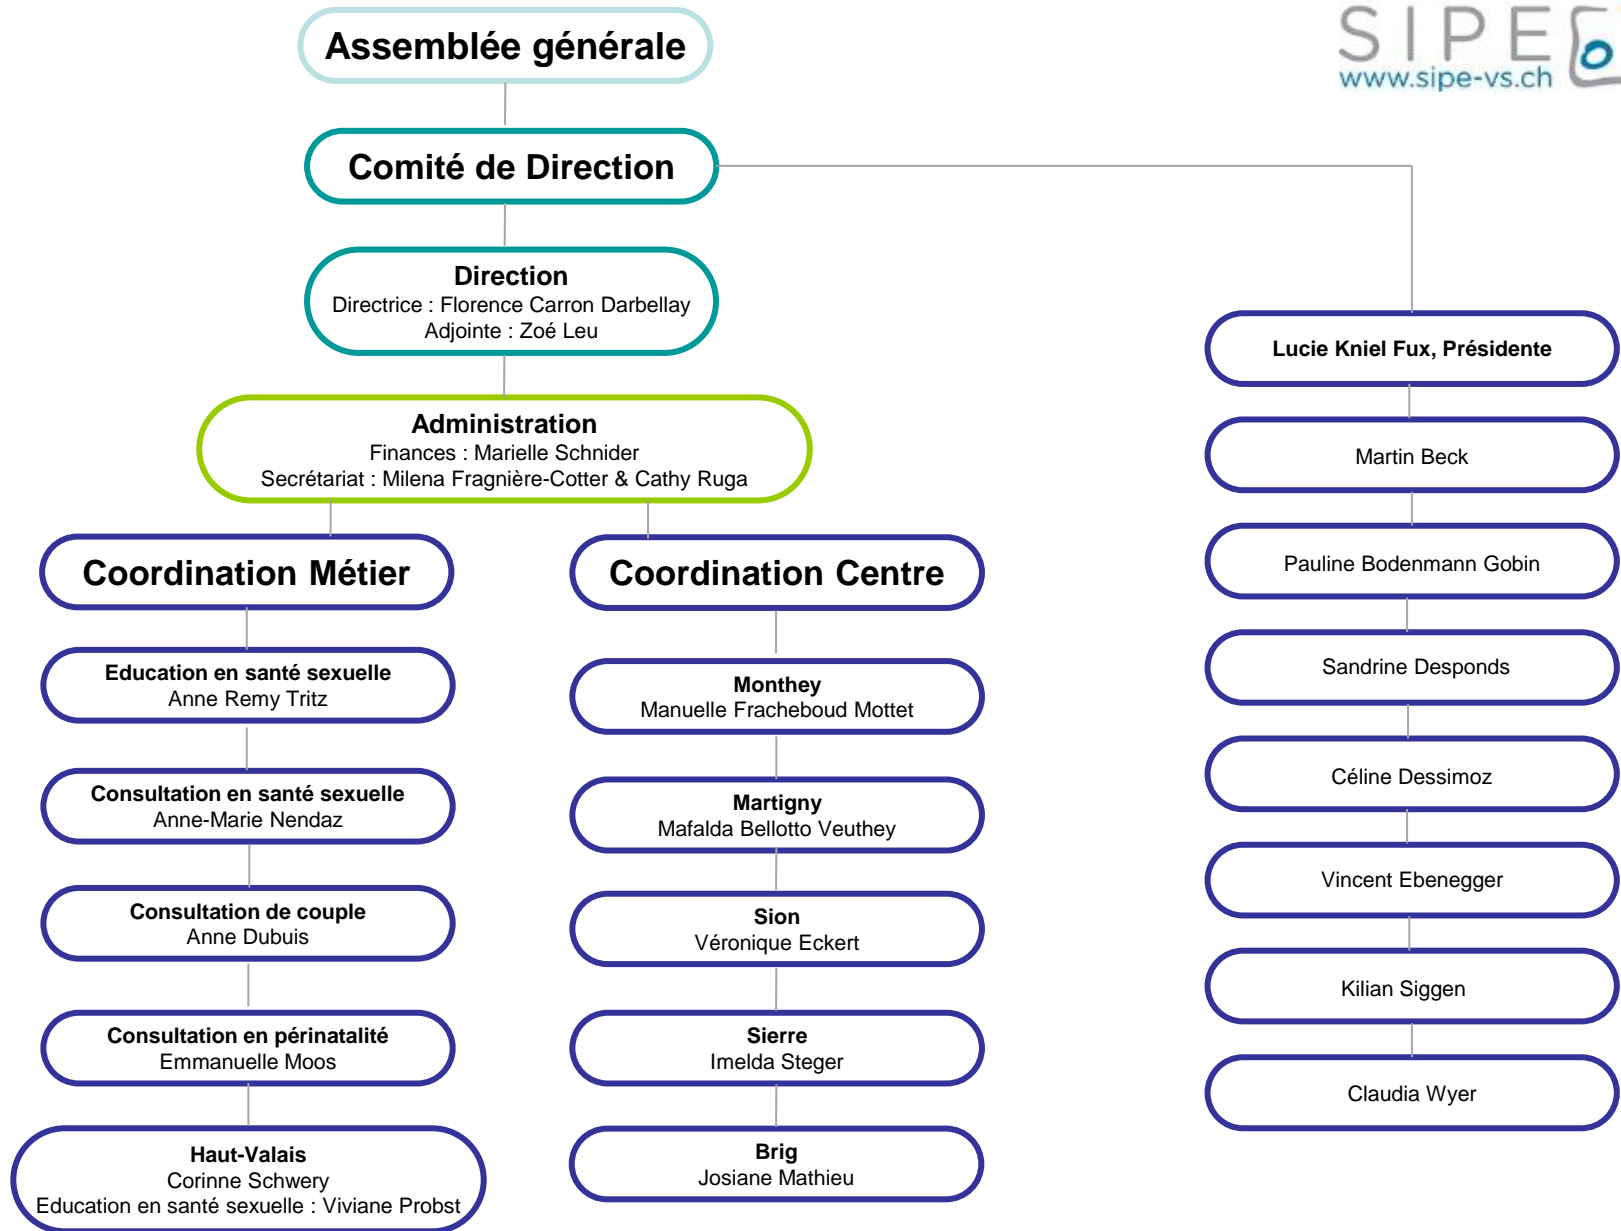 Assemblée générale
SIPE
www.sipe-vs.ch
Comité de Direction
Direction
Directrice : Florence Carron Darbellay
Adjointe : Zoé Leu
Administration
Finances : Marielle Schnider
Secrétariat : Milena Fragnière-Cotter & Cathy Ruga
Coordination Métier
Education en santé sexuelle
Anne Remy Tritz
Consultation en santé sexuelle
Anne-Marie Nendaz
Consultation de couple
Anne Dubuis
Consultation en périnatalité
Emmanuelle Moos
Haut-Valais
Corinne Schwery
Education en santé sexuelle : Viviane Probst
Coordination Centre
Monthey
Manuelle Fracheboud Mottet
Martigny
Mafalda Bellotto Veuthey
Sion
Véronique Eckert
Sierre
Imelda Steger
Brig
Josiane Mathieu
Lucie Kniel Fux, Présidente
Martin Beck
Pauline Bodenmann Gobin
Sandrine Desponds
Céline Dessimoz
Vincent Ebenegger
Kilian Siggen
Claudia Wyer